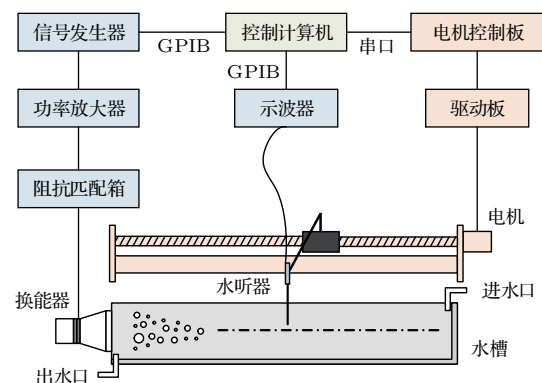 信号发生器
GPIB
控制计算机
串口
电机控制板
GPIB
功率放大器
示波器
驱动板
阻抗匹配箱
电机
水听器
换能器
进水口
水槽
出水口